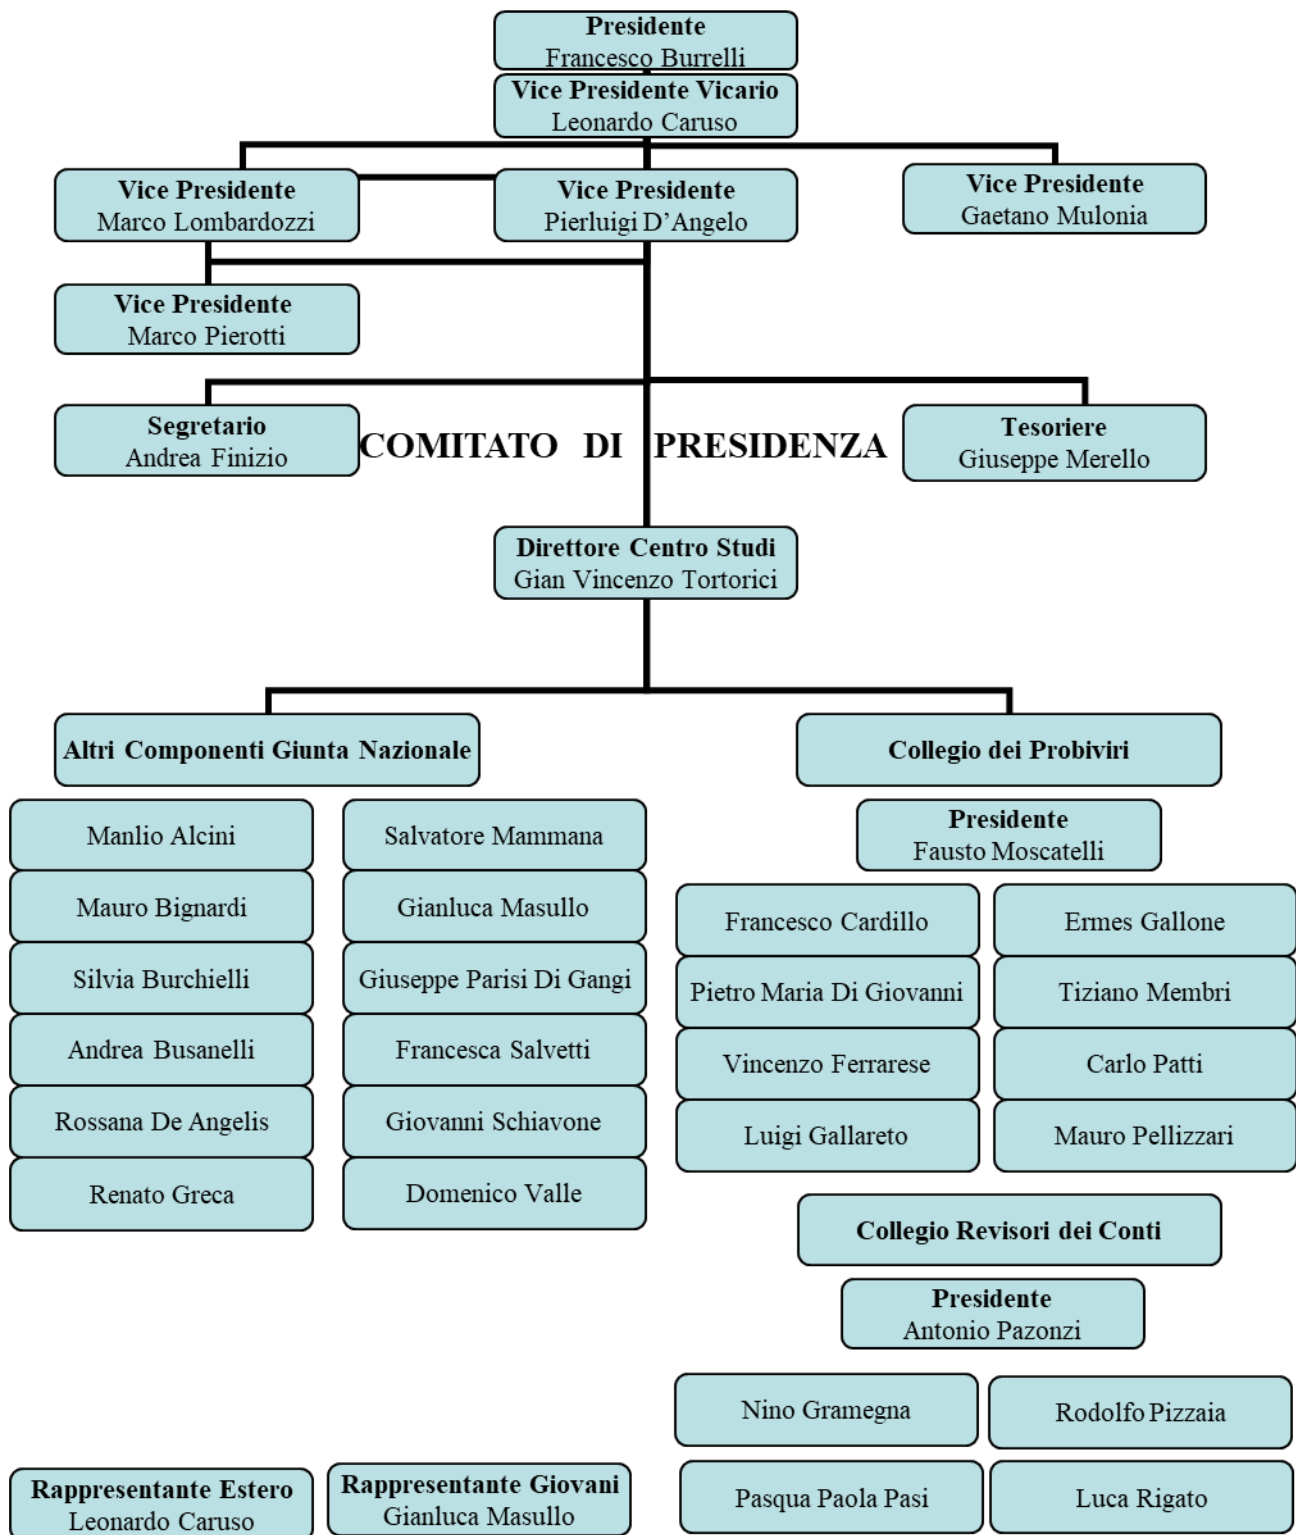 Presidente
Francesco Burrelli
Vice Presidente Vicario
Leonardo Caruso
Vice Presidente
Marco Lombardozzi
Vice Presidente
Pierluigi D’Angelo
Vice Presidente
Gaetano Mulonia
Vice Presidente
Marco Pierotti
Segretario
Andrea Finizio
COMITATO DI PRESIDENZA
Tesoriere
Giuseppe Merello
Direttore Centro Studi
Gian Vincenzo Tortorici
Altri Componenti Giunta Nazionale
Manlio Alcini
Mauro Bignardi
Silvia Burchielli
Andrea Busanelli
Rossana De Angelis
Renato Greca
Salvatore Mammana
Gianluca Masullo
Giuseppe Parisi Di Gangi
Francesca Salvetti
Giovanni Schiavone
Domenico Valle
Collegio dei Probiviri
Presidente
Fausto Moscatelli
Francesco Cardillo
Pietro Maria Di Giovanni
Vincenzo Ferrarese
Luigi Gallareto
Ermes Gallone
Tiziano Membri
Carlo Patti
Mauro Pellizzari
Collegio Revisori dei Conti
Presidente
Antonio Pazonzi
Nino Gramegna
Rodolfo Pizzaia
Pasqua Paola Pasi
Luca Rigato
Rappresentante Estero
Leonardo Caruso
Rappresentante Giovani
Gianluca Masullo